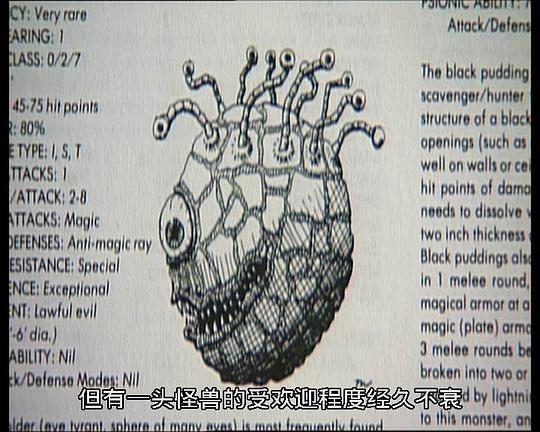 CY: Very rare
EARING: 1
CLASS: 0/2/7
45-75 hit points
R: 80%
E TYPE: I, S, T
ATTACKS: 1
/ATTACK: 2-8
ATTACKS: Magic
DEFENSES: Anti-magic ray
ESISTANCE: Special
ENCE: Exceptional
ENT: Lawful evil
'-6' dia.)
ABILITY: Nil
ck/Defense Modes: Nil
older (eye tyrant, sphere of many eyes) is most frequently found
PSIONIC ABILITY:
Attack/Defens
The black pudding
scavenger/hunter
structure of a black
openings (such as
well on walls or cei
hit points of dama
needs to dissolve
two inch thickness
Black puddings also
in 1 melee round,
magical armor at a
magic (plate) armo
3 melee rounds be
broken into two or
d by lightni
to this monster, an
但有一头怪兽的受欢迎程度经久不衰